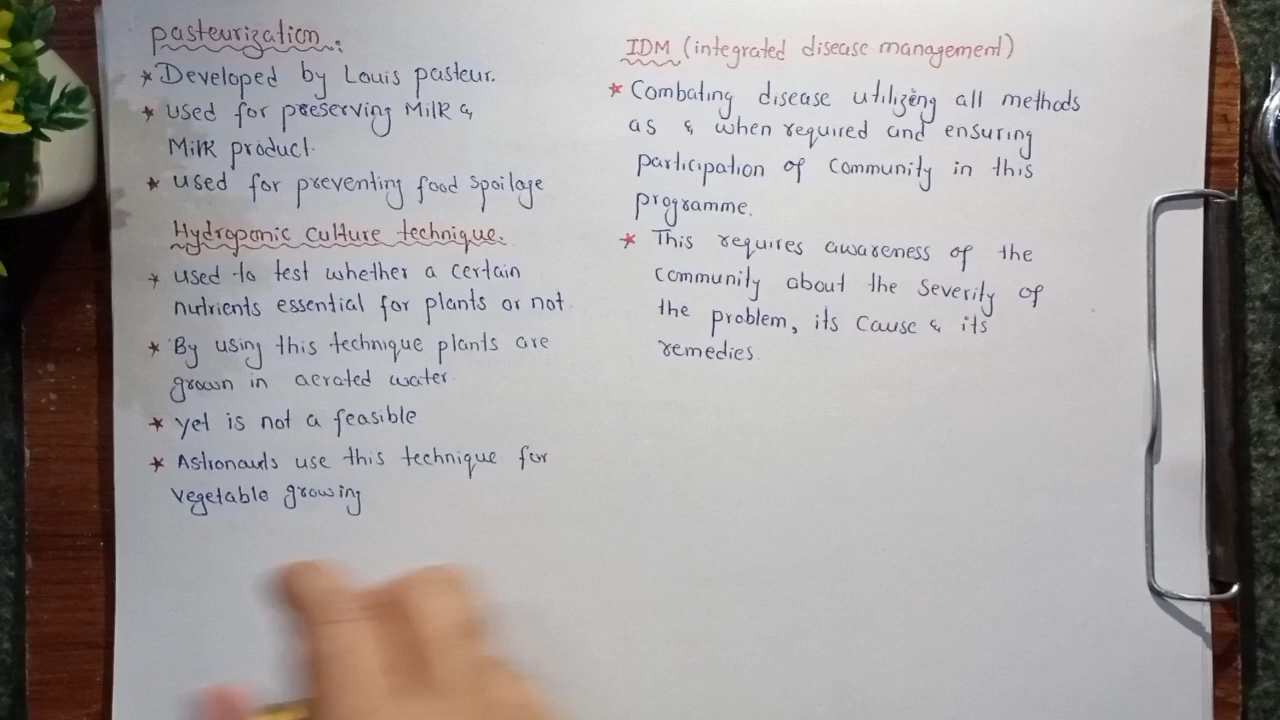 pasteurization:
* Developed by Louis pasteur.
* used for preserving Milk &
Milk product.
* used for preventing food spoilage
Hydroponic culture technique:
* used to test whether a certain
nutrients essential for plants or not.
* By using this technique plants are
grown in aerated water.
* yet is not a feasible
* Astronauts use this technique for
vegetable growing
IDM (integrated disease management)
* Combating disease utilizing all methods
as & when required and ensuring
participation of community in this
programme.
* This requires awareness of the
community about the severity of
the problem, its cause & its
remedies.